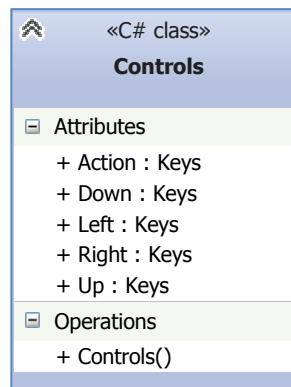 «C# class»
Controls
Attributes
+ Action : Keys
+ Down : Keys
+ Left : Keys
+ Right : Keys
+ Up : Keys
Operations
+ Controls()